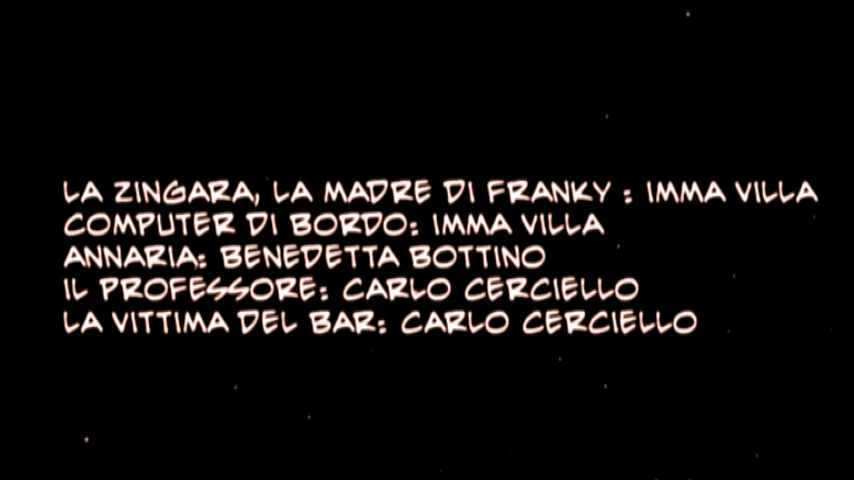 LA ZINGARA, LA MADRE DI FRANKY : IMMA VILLA
COMPUTER DI BORDO: IMMA VILLA
ANNARIA: BENEDETTA BOTTINO
IL PROFESSORE: CARLO CERCIELLO
LA VITTIMA DEL BAR: CARLO CERCIELLO